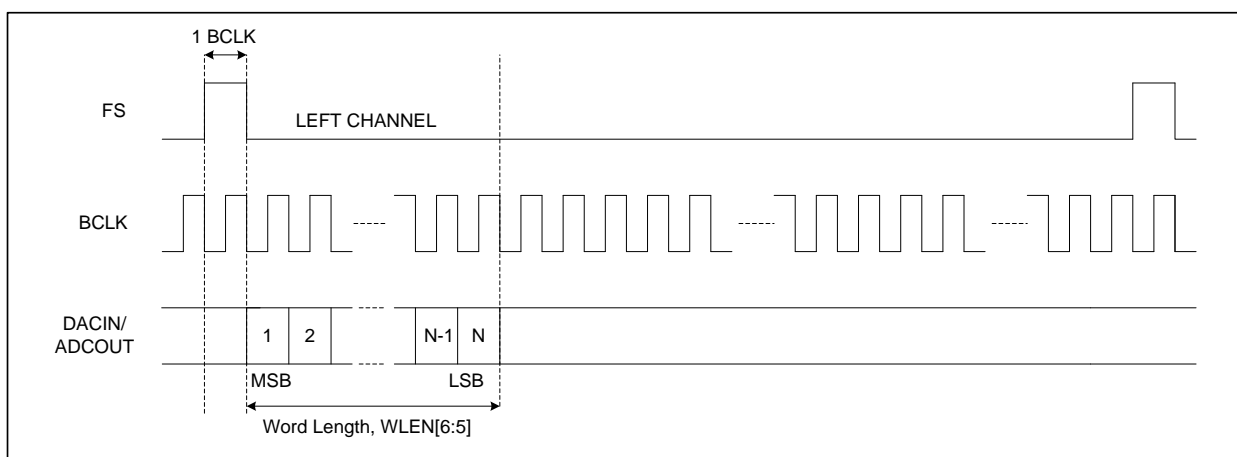 1 BCLK
FS
LEFT CHANNEL
BCLK
DACIN/
ADCOUT
1
2
N-1
N
MSB
LSB
Word Length, WLEN[6:5]